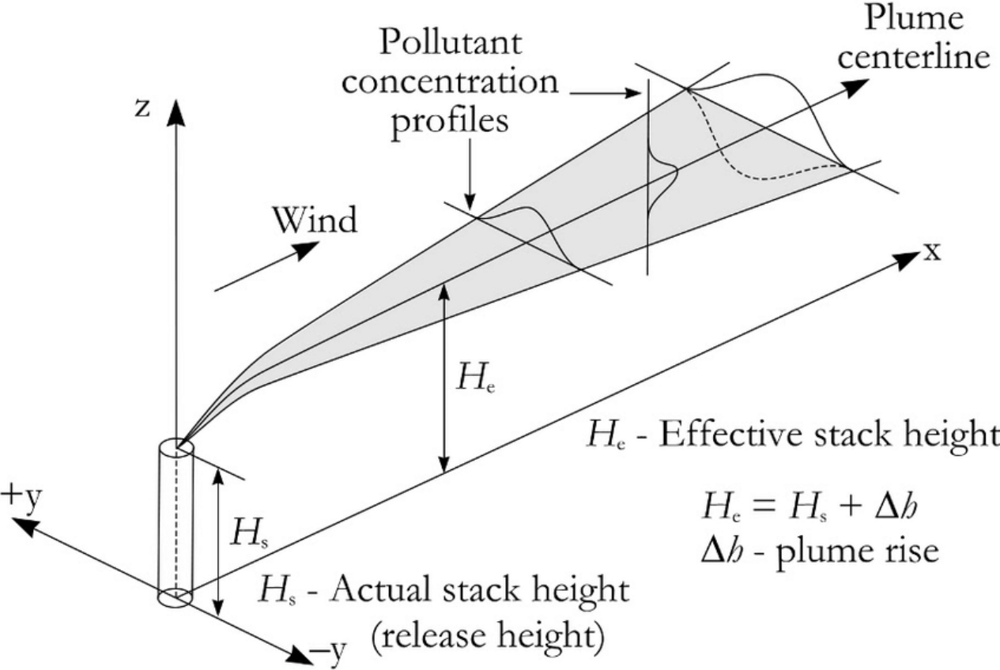 Plume
centerline
Pollutant
concentration
profiles
z
Wind
x
He
He - Effective stack height
He = Hs + Δh
Δh - plume rise
+y
Hs
Hs - Actual stack height
(release height)
–y